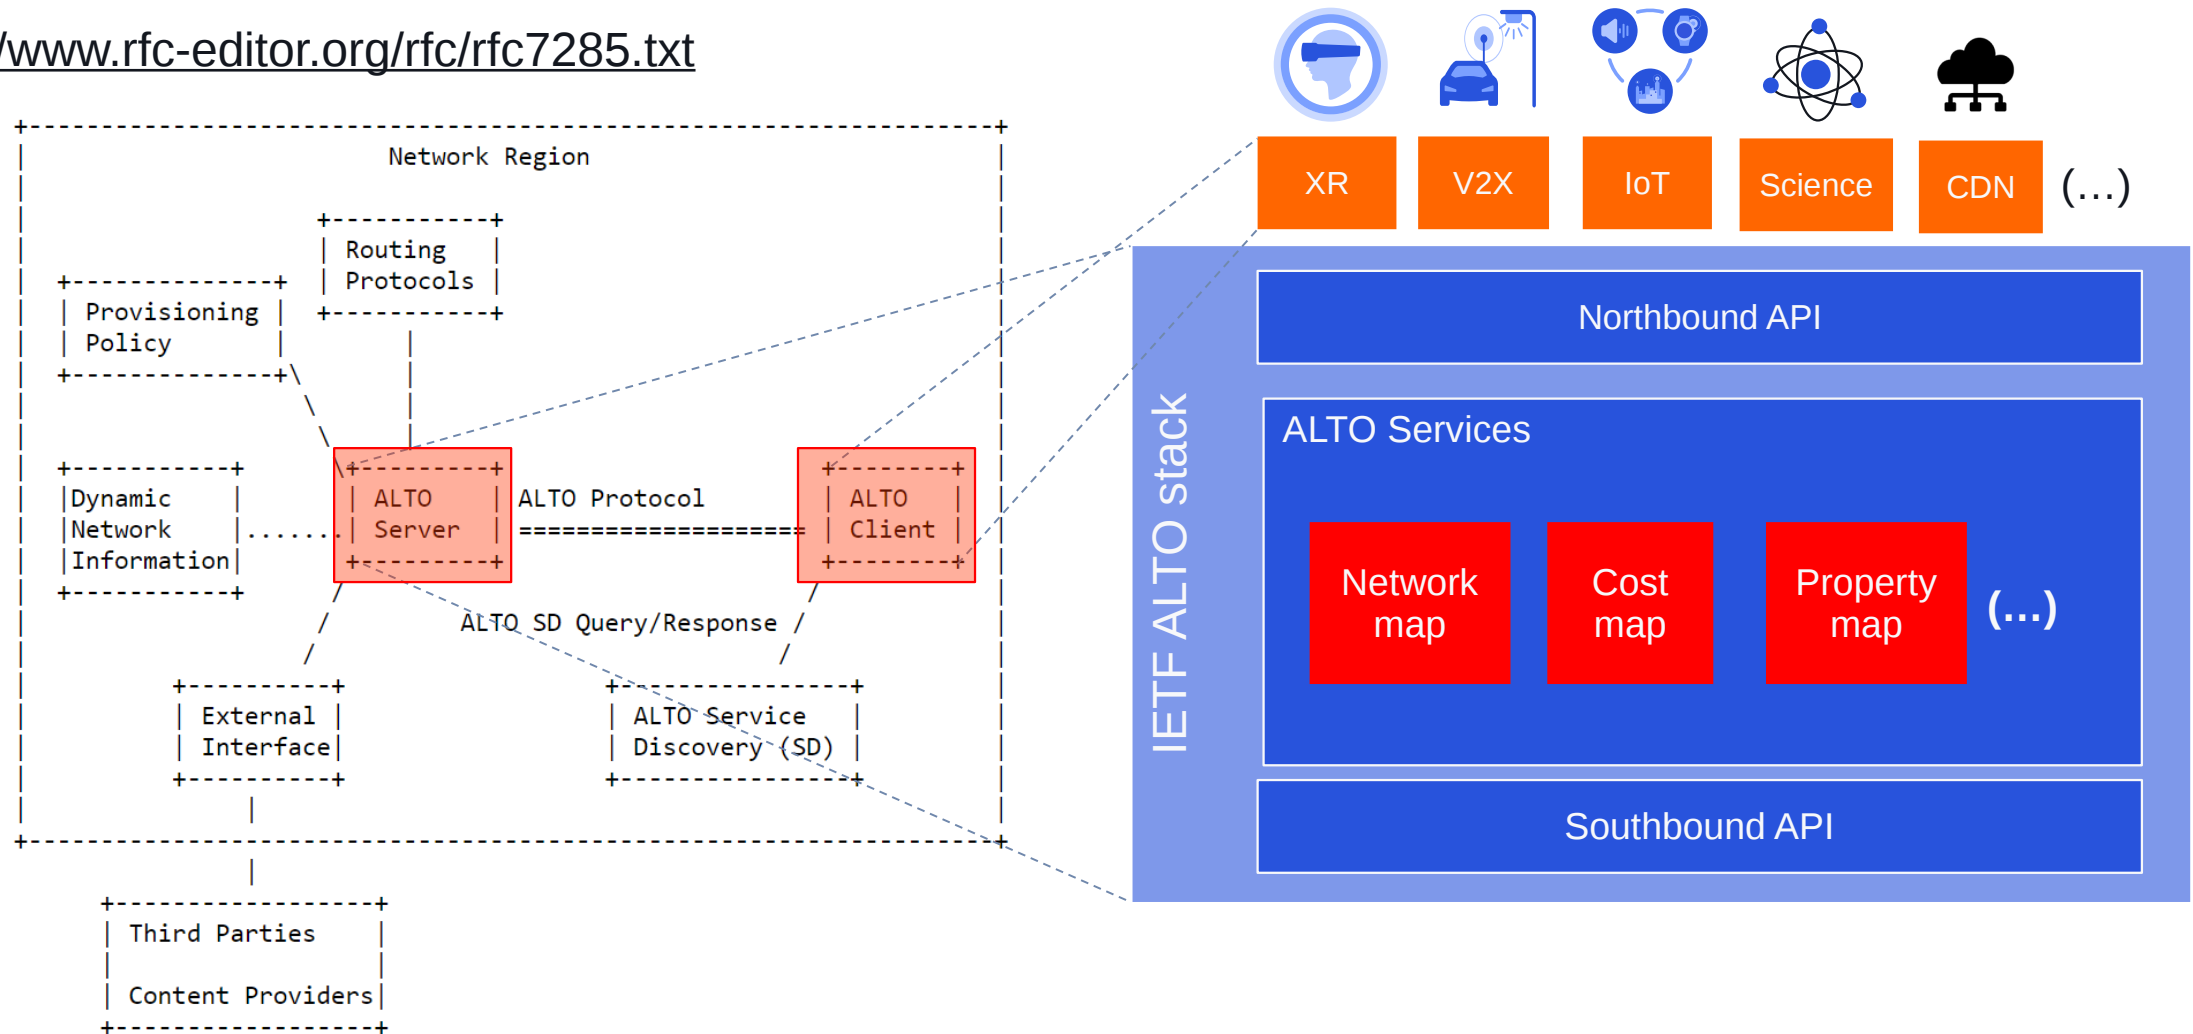 /www.rfc-editor.org/rfc/rfc7285.txt
Network Region
Routing
Protocols
Provisioning
Policy
Dynamic
Network
Information
ALTO
Server
ALTO Protocol
ALTO
Client
ALTO SD Query/Response
External
Interface
ALTO Service
Discovery (SD)
Third Parties
Content Providers
XR
V2X
IoT
Science
CDN
(...)
IETF ALTO stack
Northbound API
ALTO Services
Network
map
Cost
map
Property
map
(...)
Southbound API